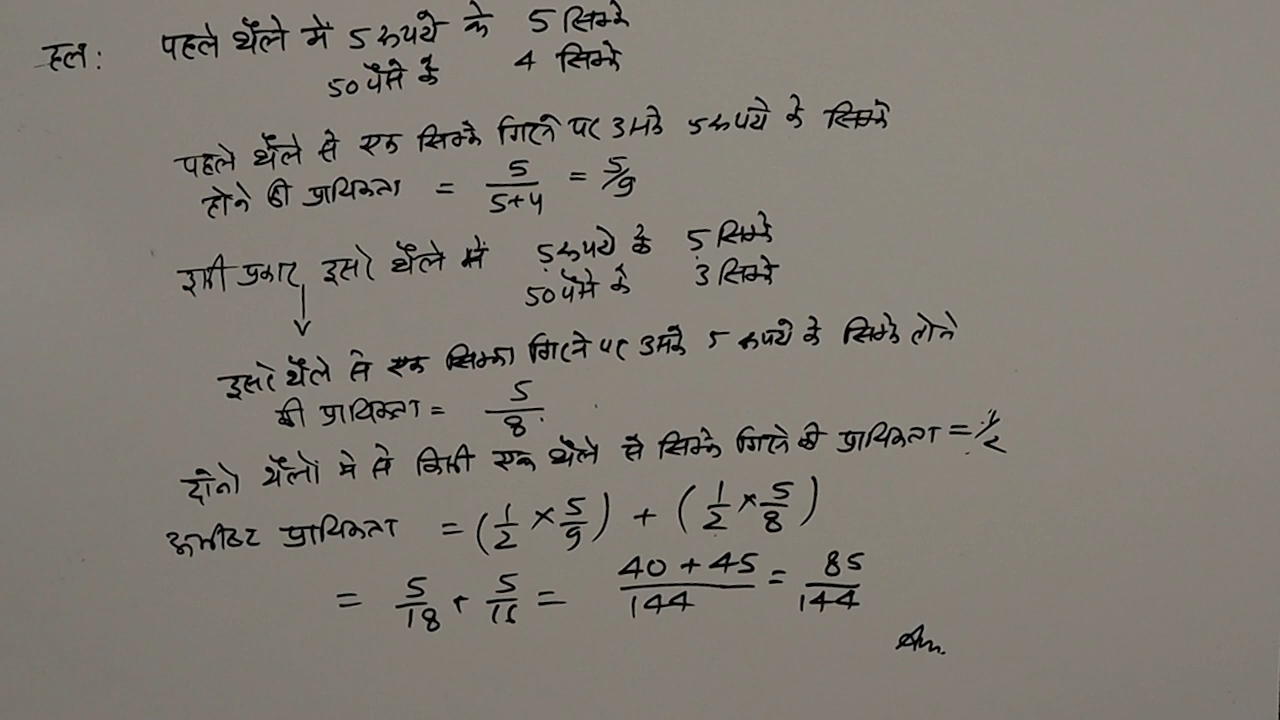 हल: पहले थैले में 5 रूपये के 5 सिक्के
50 पैसे के 4 सिक्के
पहले थैले से एक सिक्के गिरने पर उसके 5 रूपये के सिक्के
होने की प्रायिकता = 5/(5+4) = 5/9
इसी प्रकार दूसरे थैले में 5 रूपये के 5 सिक्के
50 पैसे के 3 सिक्के
दूसरे थैले से एक सिक्का गिरने पर उसके 5 रूपये के सिक्के होने
की प्रायिकता = 5/8
दोनो थैलों मे से किसी एक थैले से सिक्के गिरने की प्रायिकता = 1/2
अभीष्ट प्रायिकता = (1/2 × 5/9) + (1/2 × 5/8)
= 5/18 + 5/16 = (40 + 45)/144 = 85/144
Ans.